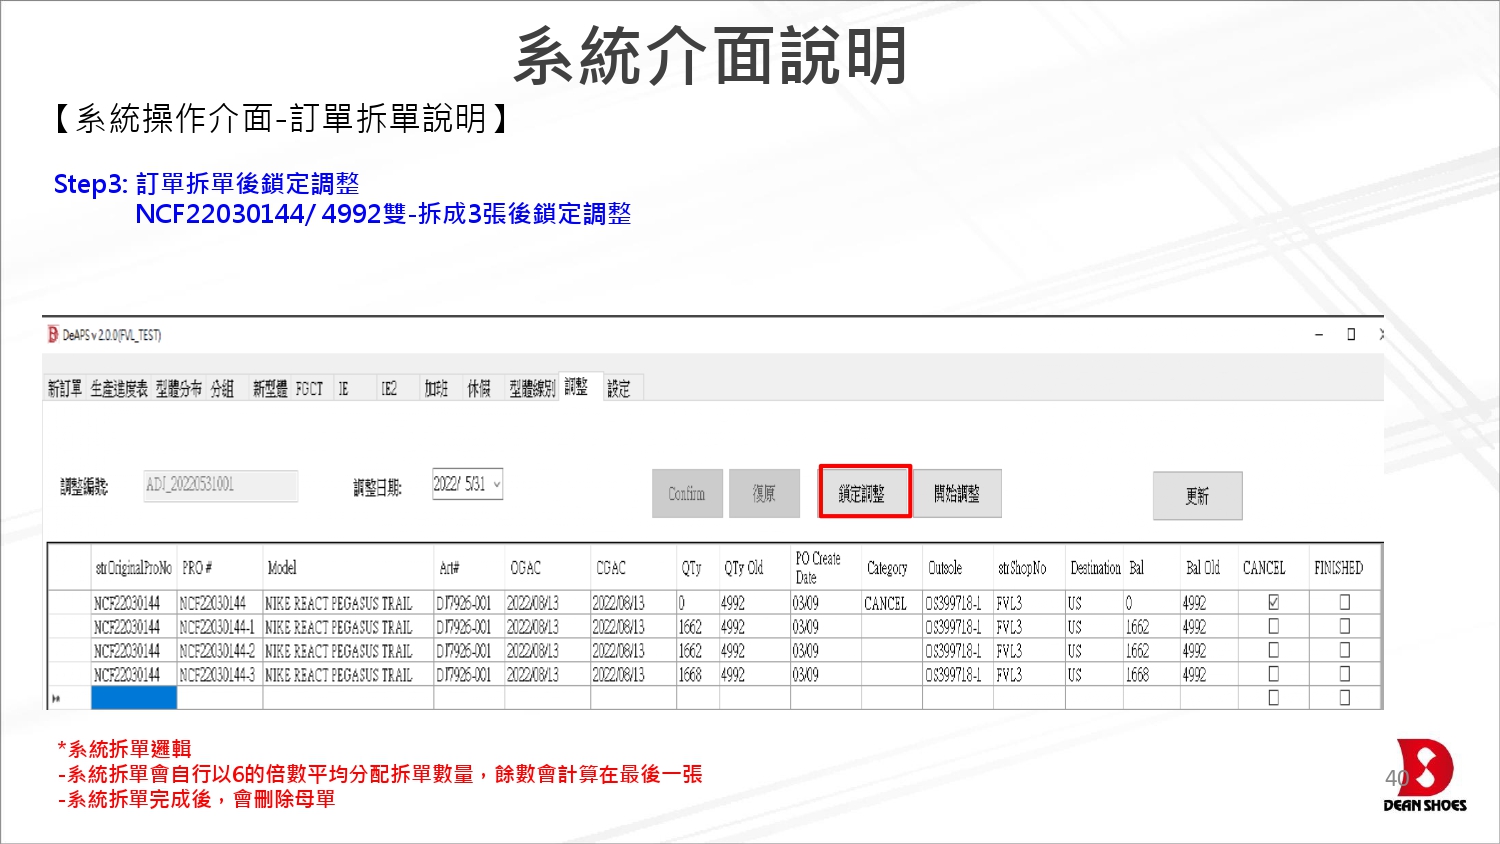 系統介面說明
【系統操作介面-訂單拆單說明】
Step3: 訂單拆單後鎖定調整
NCF22030144/ 4992雙-拆成3張後鎖定調整
DeAPS v 2.0.0(FVL_TEST)
新訂單 生產進度表 型體分布 分組 新型體 FGCT IE IE2 加班 休假 型體線別 調整 設定
調整編號: ADJ_20220531001 調整日期: 2022/ 5/31 Confirm 復原 鎖定調整 開始調整 更新
strOriginalProNo PRO # Model Art# OGAC CGAC QTy QTy Old PO Create Date Category Outsole strShopNo Destination Bal Bal Old CANCEL FINISHED
NCF22030144 NCF22030144 NIKE REACT PEGASUS TRAIL DJ7926-001 2022/08/13 2022/08/13 0 4992 03/09 CANCEL OS399718-1 FVL3 US 0 4992
NCF22030144 NCF22030144-1 NIKE REACT PEGASUS TRAIL DJ7926-001 2022/08/13 2022/08/13 1662 4992 03/09 OS399718-1 FVL3 US 1662 4992
NCF22030144 NCF22030144-2 NIKE REACT PEGASUS TRAIL DJ7926-001 2022/08/13 2022/08/13 1662 4992 03/09 OS399718-1 FVL3 US 1662 4992
NCF22030144 NCF22030144-3 NIKE REACT PEGASUS TRAIL DJ7926-001 2022/08/13 2022/08/13 1668 4992 03/09 OS399718-1 FVL3 US 1668 4992
*系統拆單邏輯
-系統拆單會自行以6的倍數平均分配拆單數量，餘數會計算在最後一張
-系統拆單完成後，會刪除母單
40
DEAN SHOES